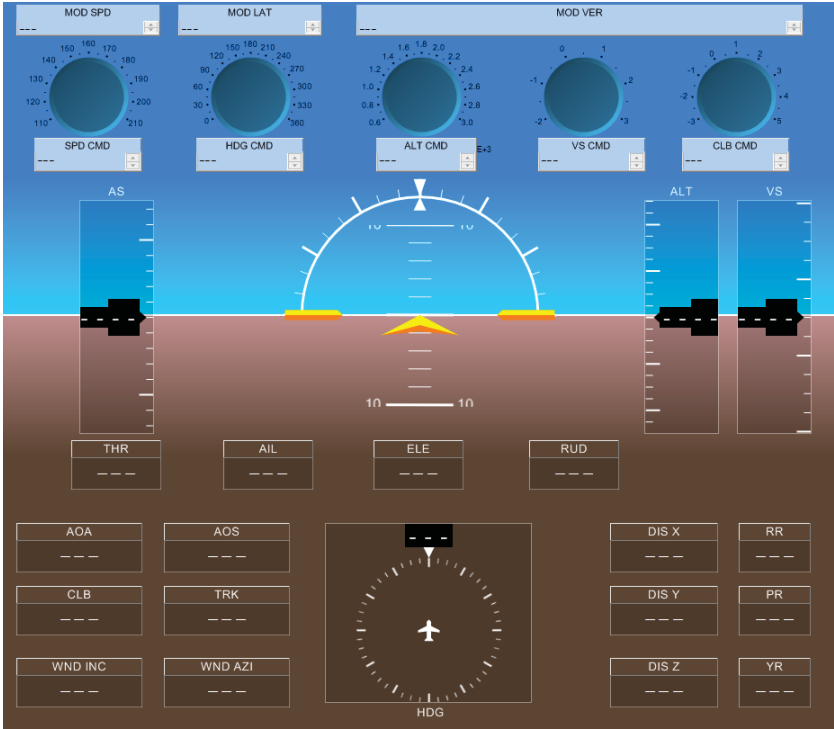 MOD SPD MOD LAT MOD VER
--- --- ---
110 120 130 140 150 160 170 180 190 200 210
0 30 60 90 120 150 180 210 240 270 300 330 360
0.6 0.8 1.0 1.2 1.4 1.6 1.8 2.0 2.2 2.4 2.6 2.8 3.0
-2 -1 0 1 2 3
-3 -2 -1 0 1 2 3 4 5
SPD CMD HDG CMD ALT CMD E+3 VS CMD CLB CMD
--- --- --- --- ---
AS ALT VS
10 10
---- ---- ----
10 10
THR AIL ELE RUD
--- --- --- ---
AOA AOS DIS X RR
--- --- --- --- ---
CLB TRK DIS Y PR
--- --- --- ---
WND INC WND AZI DIS Z YR
--- --- --- ---
HDG